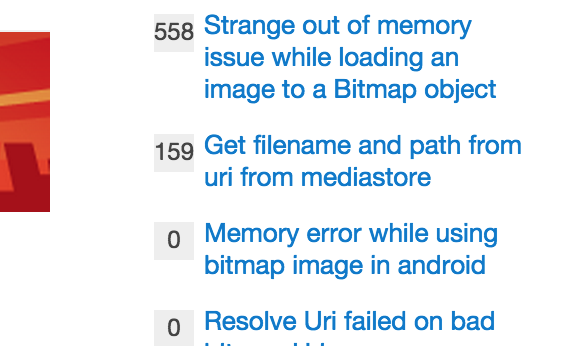 558 Strange out of memory
issue while loading an
image to a Bitmap object
159 Get filename and path from
uri from mediastore
0 Memory error while using
bitmap image in android
0 Resolve Uri failed on bad